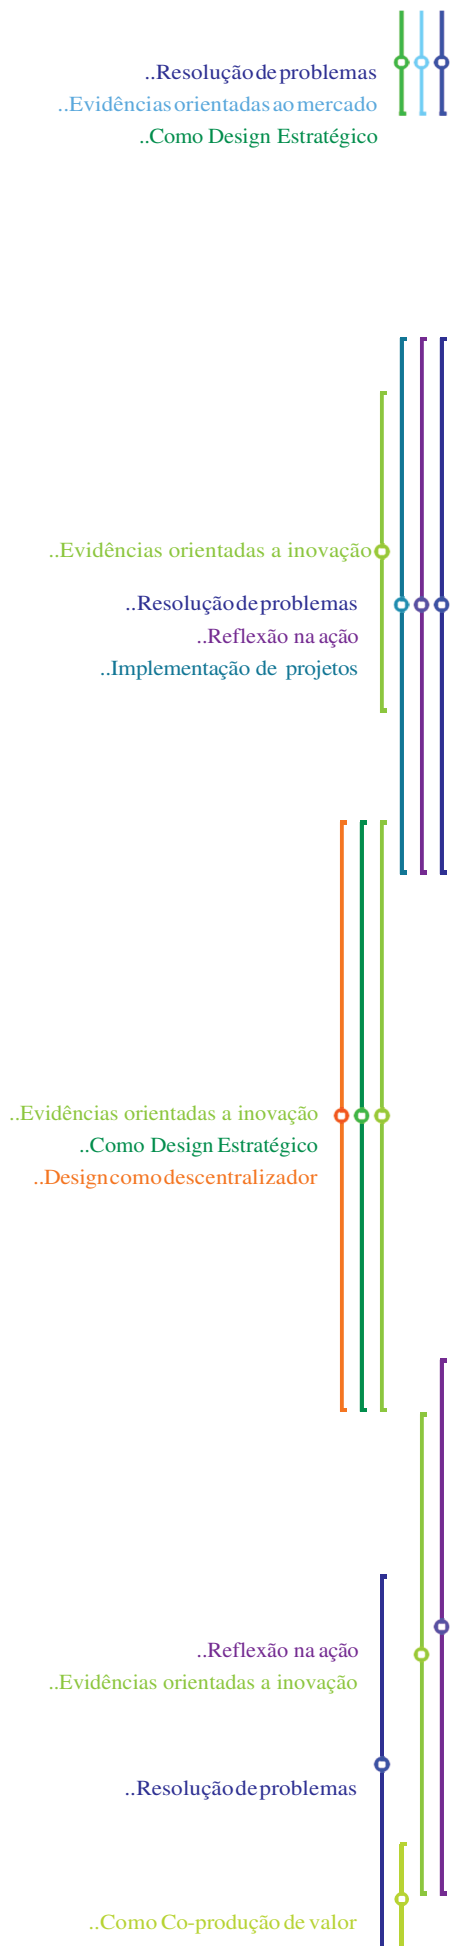 ..Resolução de problemas
..Evidências orientadas ao mercado
..Como Design Estratégico
..Evidências orientadas a inovação
..Resolução de problemas
..Reflexão na ação
..Implementação de projetos
..Evidências orientadas a inovação
..Como Design Estratégico
..Design como descentralizador
..Reflexão na ação
..Evidências orientadas a inovação
..Resolução de problemas
..Como Co-produção de valor